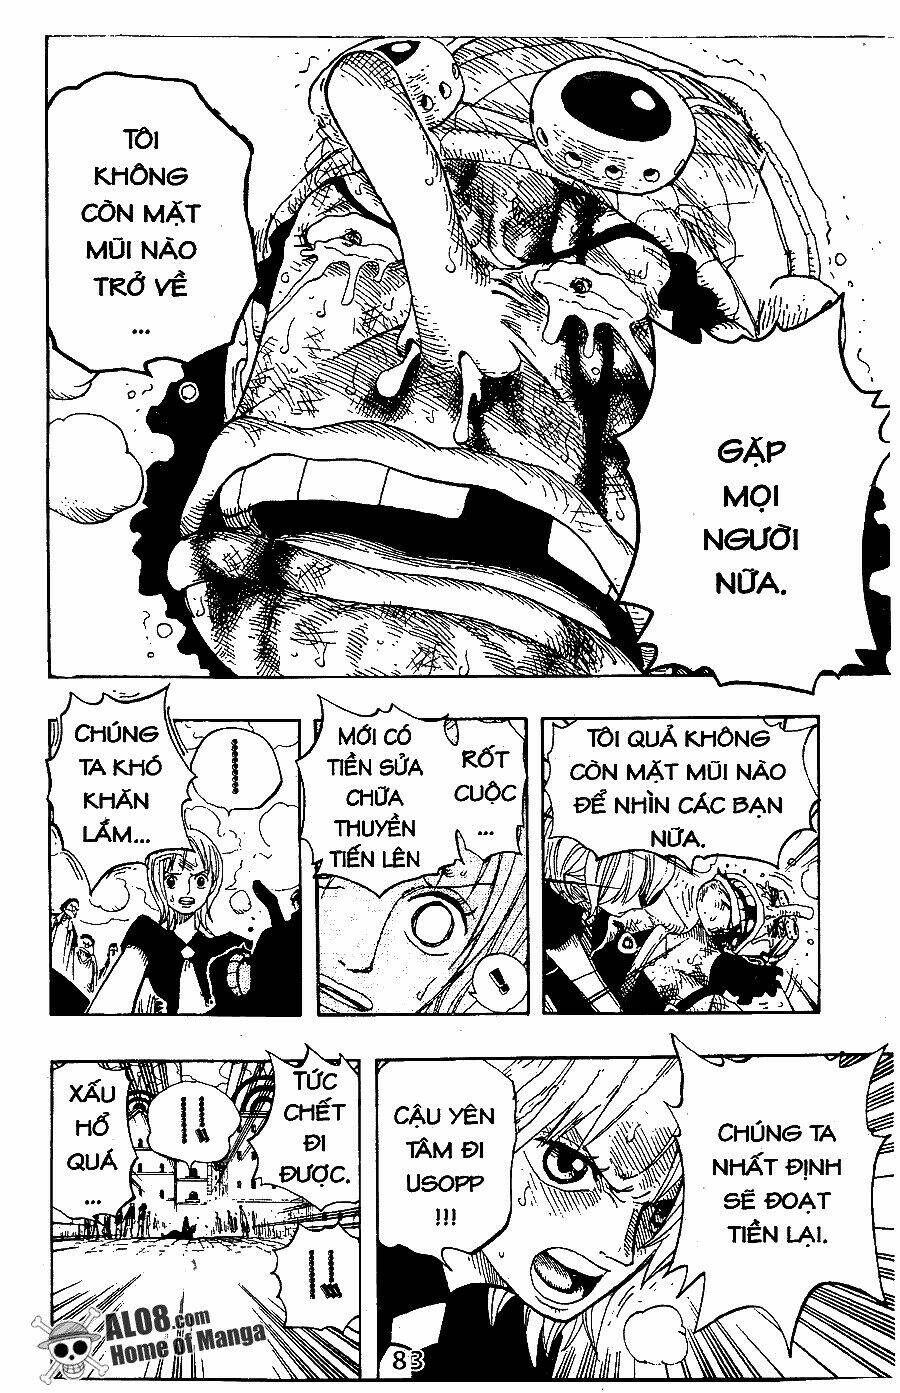 TÔI
KHÔNG
CÒN MẶT
MŨI NÀO
TRỞ VỀ
...
GẶP
MỌI
NGƯỜI
NỮA.
CHÚNG
TA KHÓ
KHĂN
LẮM...
MỚI CÓ
TIỀN SỬA
CHỮA
THUYỀN
TIẾN LÊN
RỐT
CUỘC
...
!!
TÔI QUẢ KHÔNG
CÒN MẶT MŨI NÀO
ĐỂ NHÌN CÁC BẠN
NỮA.
XẤU
HỔ
QUÁ
...
TỨC
CHẾT
ĐI
ĐƯỢC.
CẬU YÊN
TÂM ĐI
USOPP
!!!
CHÚNG TA
NHẤT ĐỊNH
SẼ ĐOẠT
TIỀN LẠI.
ALO8.com
Home of Manga
83